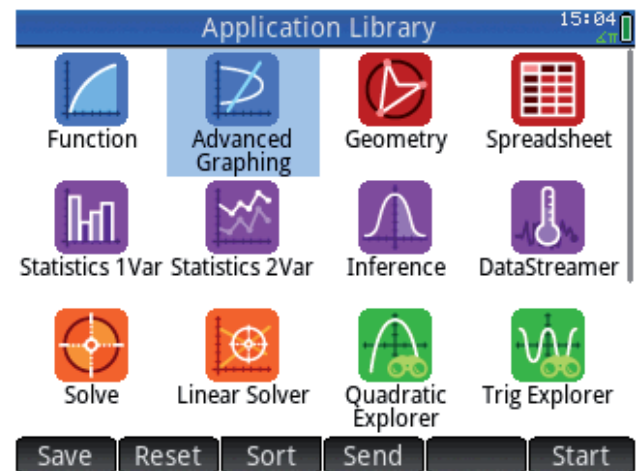 Application Library
15:04
∡π
Function
Advanced
Graphing
Geometry
Spreadsheet
Statistics 1Var
Statistics 2Var
Inference
DataStreamer
Solve
Linear Solver
Quadratic
Explorer
Trig Explorer
Save
Reset
Sort
Send
Start